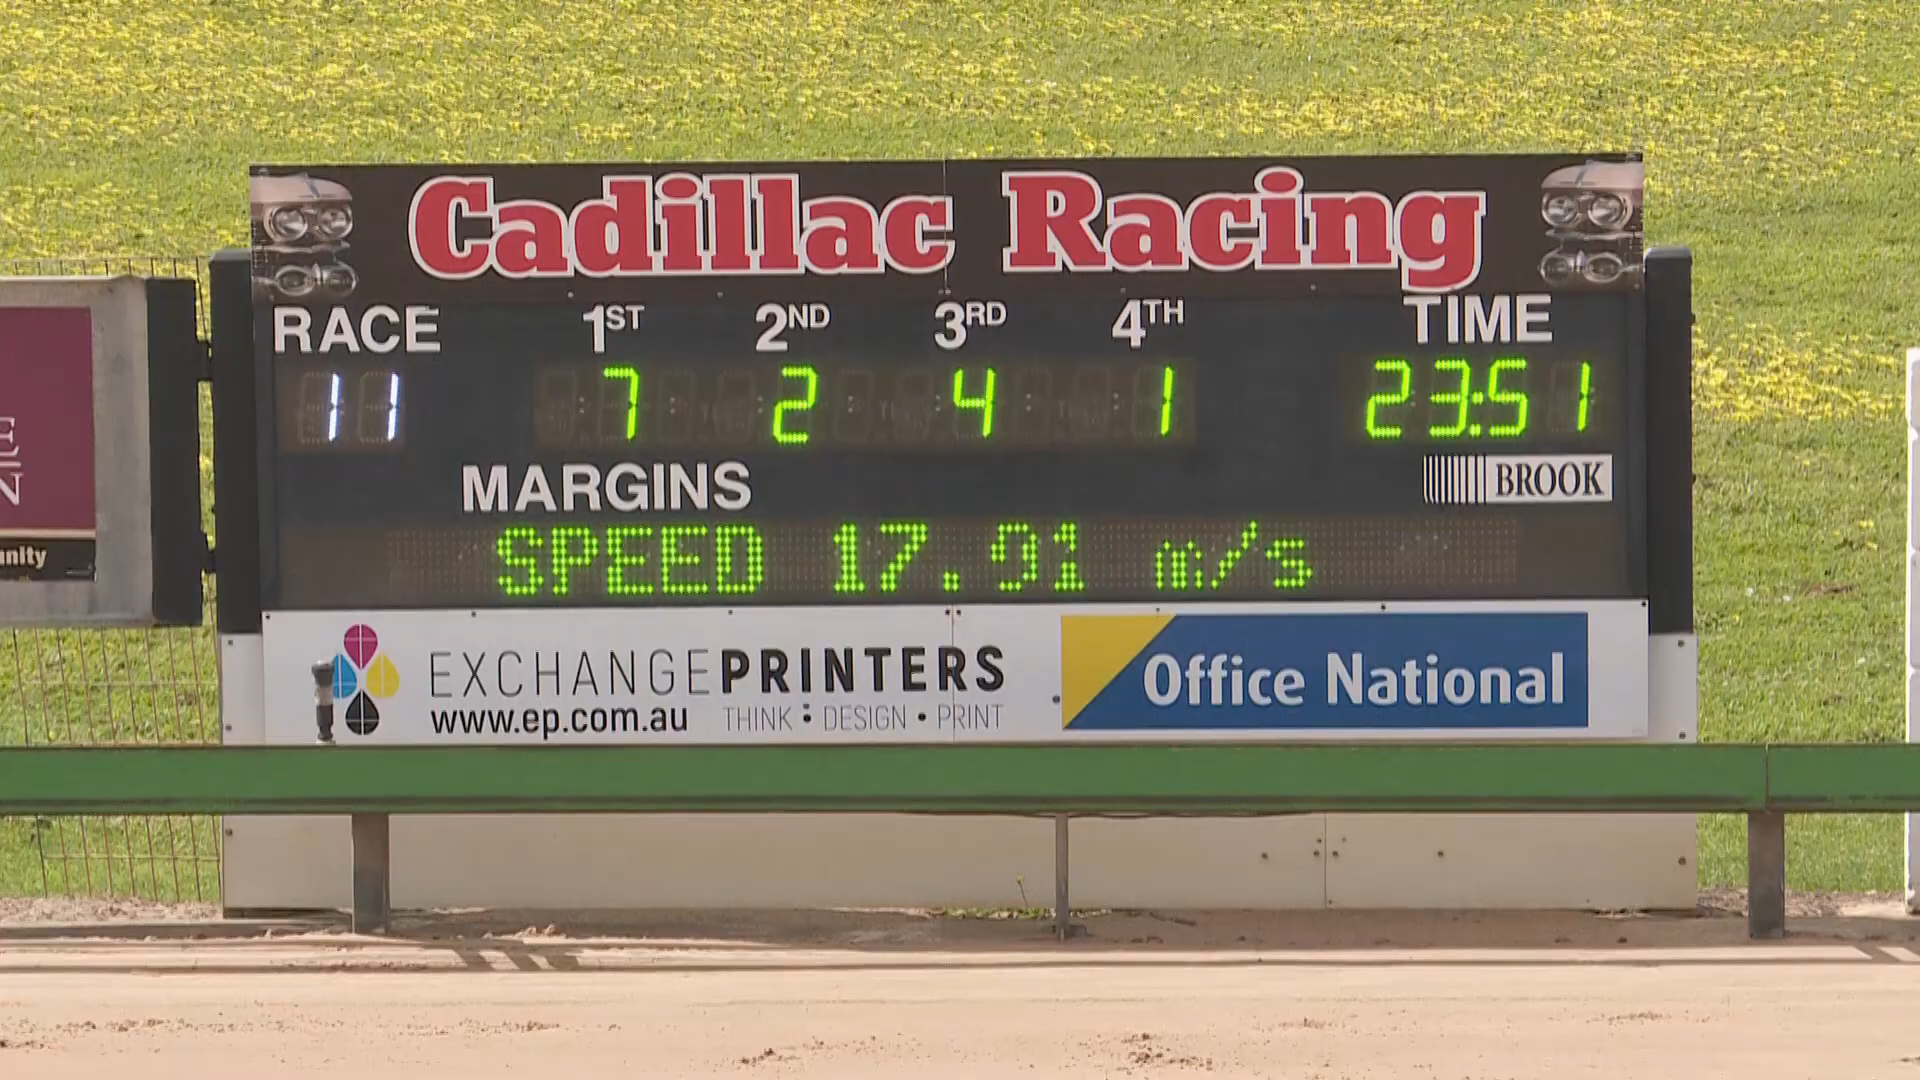 Cadillac Racing
RACE 1ST 2ND 3RD 4TH TIME
11 7 2 4 1 23:51
MARGINS BROOK
SPEED 17.91 m/s
EXCHANGEPRINTERS
www.ep.com.au THINK • DESIGN • PRINT
Office National